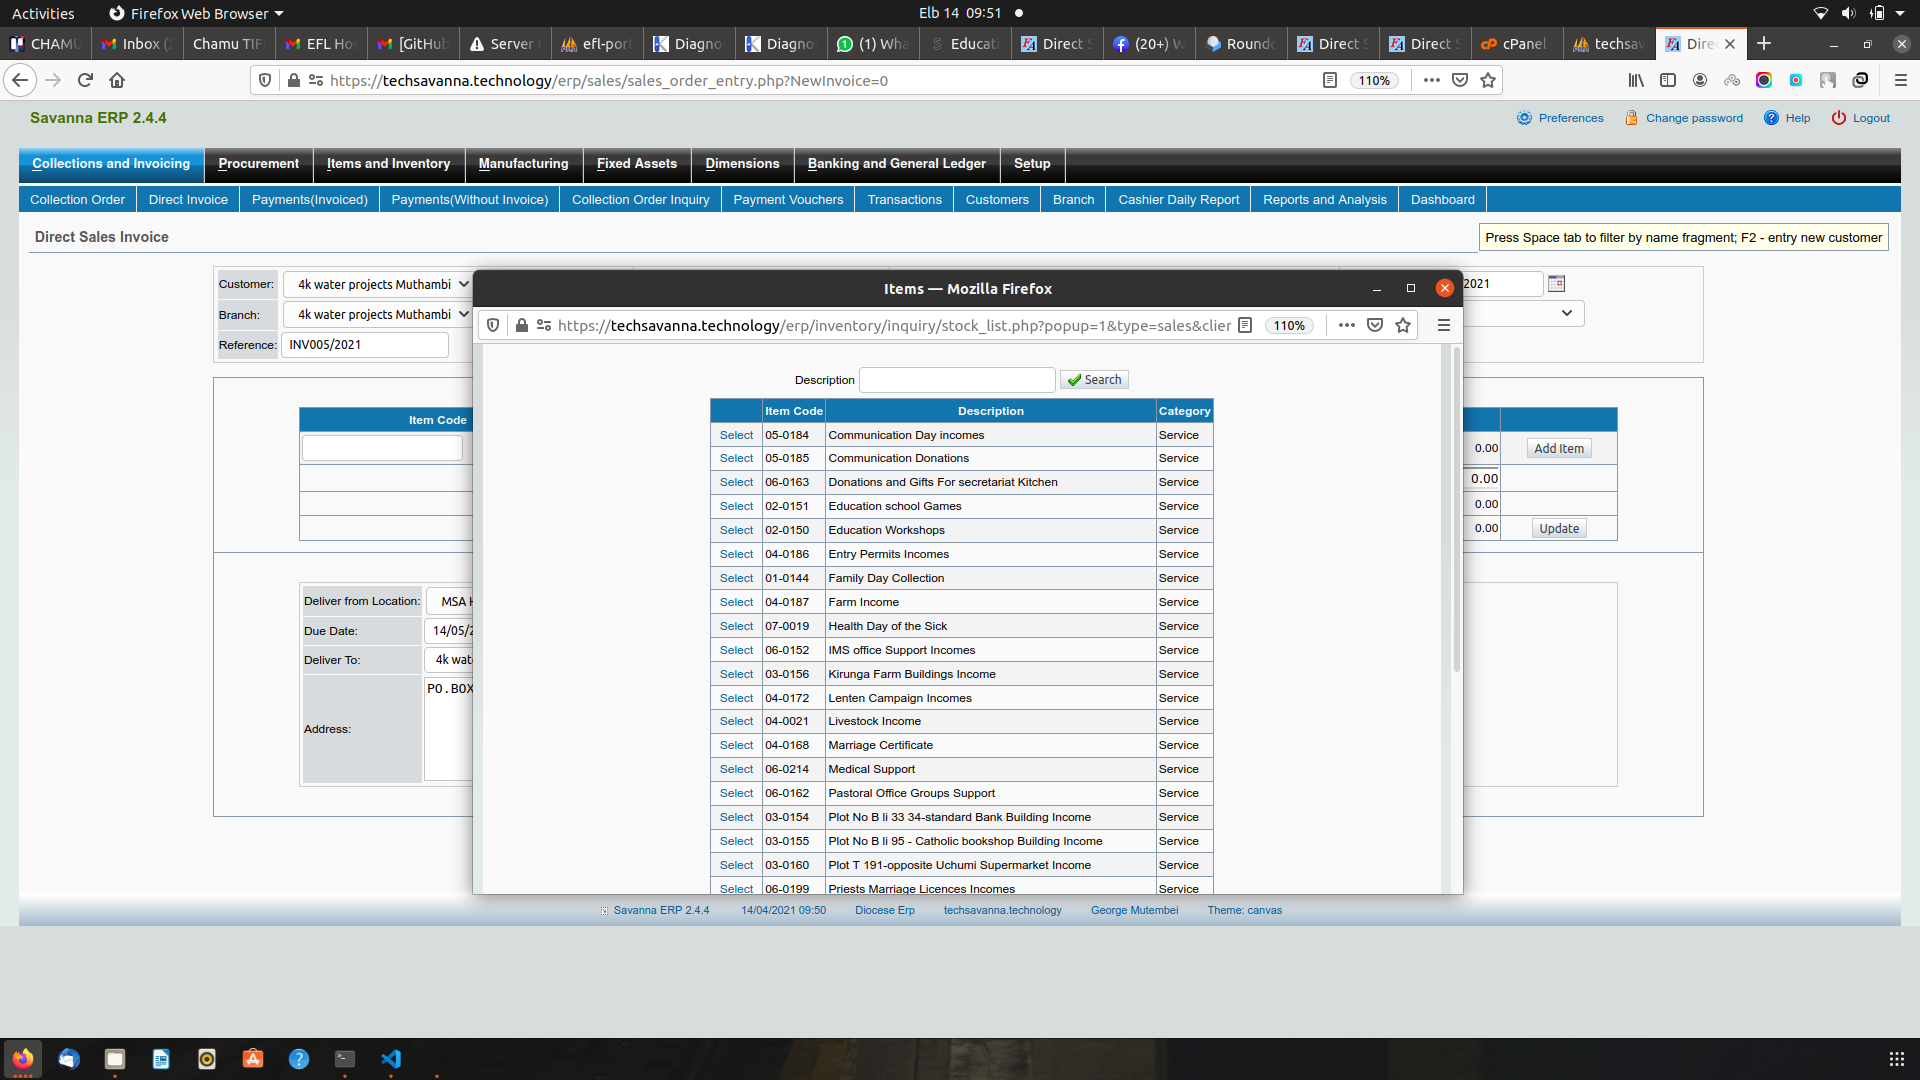 Activities
Firefox Web Browser
Elb 14 09:51
CHAMU
Inbox (2
Chamu TIF
EFL Ho
[GitHub
Server
efl-port
Diagno
Diagno
(1) Wha
Educati
Direct S
(20+) W
Roundc
Direct S
Direct S
cPanel
techsav
Direc
https://techsavanna.technology/erp/sales/sales_order_entry.php?NewInvoice=0
110%
Savanna ERP 2.4.4
Preferences
Change password
Help
Logout
Collections and Invoicing
Procurement
Items and Inventory
Manufacturing
Fixed Assets
Dimensions
Banking and General Ledger
Setup
Collection Order
Direct Invoice
Payments(Invoiced)
Payments(Without Invoice)
Collection Order Inquiry
Payment Vouchers
Transactions
Customers
Branch
Cashier Daily Report
Reports and Analysis
Dashboard
Direct Sales Invoice
Press Space tab to filter by name fragment; F2 - entry new customer
Customer: 4k water projects Muthambi
Branch: 4k water projects Muthambi
Reference: INV005/2021
2021
Item Code
0.00 Add Item
0.00
0.00
0.00 Update
Deliver from Location: MSA H
Due Date: 14/05/2
Deliver To: 4k wat
Address: PO.BOX
Items — Mozilla Firefox
https://techsavanna.technology/erp/inventory/inquiry/stock_list.php?popup=1&type=sales&clien
110%
Description
Search
Item Code Description Category
Select 05-0184 Communication Day incomes Service
Select 05-0185 Communication Donations Service
Select 06-0163 Donations and Gifts For secretariat Kitchen Service
Select 02-0151 Education school Games Service
Select 02-0150 Education Workshops Service
Select 04-0186 Entry Permits Incomes Service
Select 01-0144 Family Day Collection Service
Select 04-0187 Farm Income Service
Select 07-0019 Health Day of the Sick Service
Select 06-0152 IMS office Support Incomes Service
Select 03-0156 Kirunga Farm Buildings Income Service
Select 04-0172 Lenten Campaign Incomes Service
Select 04-0021 Livestock Income Service
Select 04-0168 Marriage Certificate Service
Select 06-0214 Medical Support Service
Select 06-0162 Pastoral Office Groups Support Service
Select 03-0154 Plot No B Ii 33 34-standard Bank Building Income Service
Select 03-0155 Plot No B Ii 95 - Catholic bookshop Building Income Service
Select 03-0160 Plot T 191-opposite Uchumi Supermarket Income Service
Select 06-0199 Priests Marriage Licences Incomes Service
Savanna ERP 2.4.4
14/04/2021 09:50
Diocese Erp
techsavanna.technology
George Mutembei
Theme: canvas